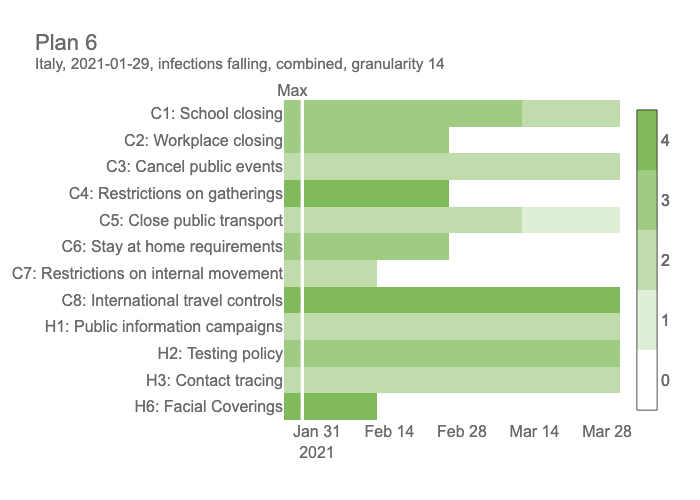 Plan 6
Italy, 2021-01-29, infections falling, combined, granularity 14
Max
C1: School closing
C2: Workplace closing
C3: Cancel public events
C4: Restrictions on gatherings
C5: Close public transport
C6: Stay at home requirements
C7: Restrictions on internal movement
C8: International travel controls
H1: Public information campaigns
H2: Testing policy
H3: Contact tracing
H6: Facial Coverings
Jan 31 Feb 14 Feb 28 Mar 14 Mar 28
2021
4
3
2
1
0